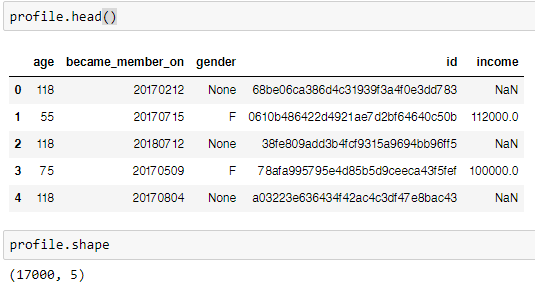 profile.head()
age became_member_on gender id income
0 118 20170212 None 68be06ca386d4c31939f3a4f0e3dd783 NaN
1 55 20170715 F 0610b486422d4921ae7d2bf64640c50b 112000.0
2 118 20180712 None 38fe809add3b4fcf9315a9694bb96ff5 NaN
3 75 20170509 F 78afa995795e4d85b5d9ceeca43f5fef 100000.0
4 118 20170804 None a03223e636434f42ac4c3df47e8bac43 NaN
profile.shape
(17000, 5)